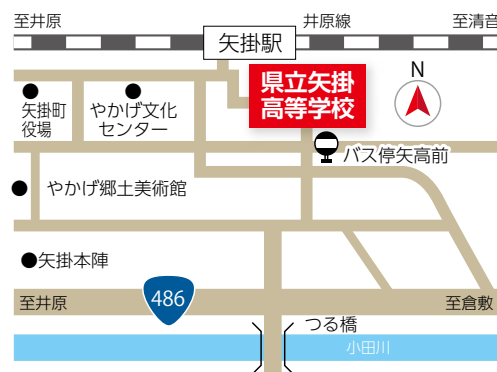 至井原
井原線
至清音
矢掛駅
県立矢掛
高等学校
N
矢掛町
役場
やかげ文化
センター
バス停矢高前
やかげ郷土美術館
矢掛本陣
486
至井原
至倉敷
つる橋
小田川